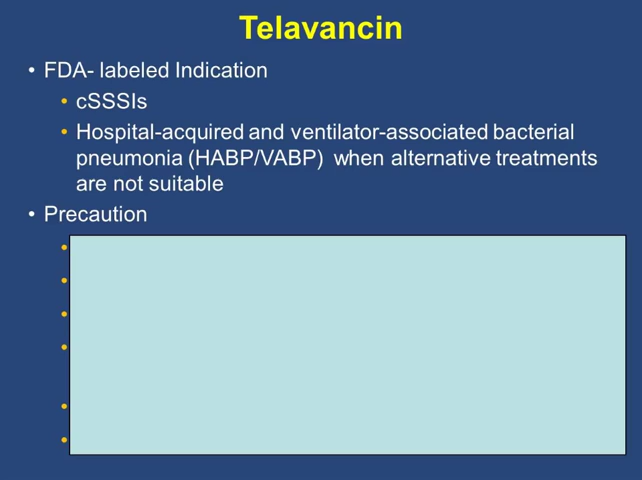 Telavancin
• FDA- labeled Indication
• cSSSIs
• Hospital-acquired and ventilator-associated bacterial
pneumonia (HABP/VABP) when alternative treatments
are not suitable
• Precaution
•
•
•
•
•
•